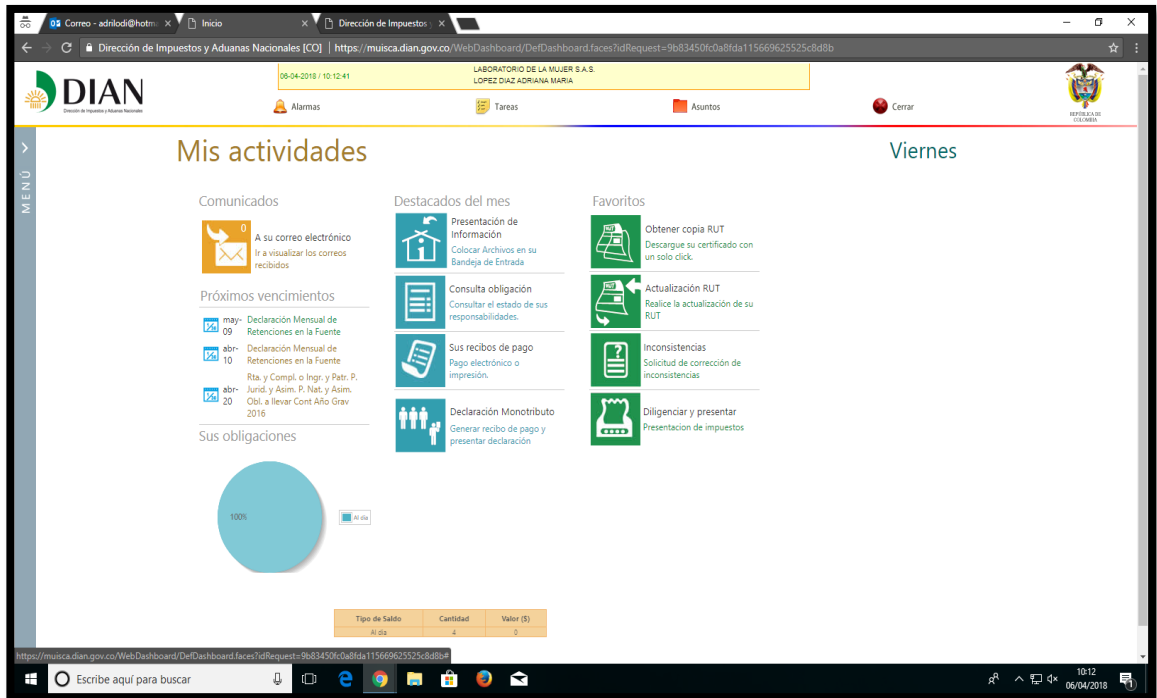 Correo - adrilodi@hotm
Inicio
Dirección de Impuestos y
Dirección de Impuestos y Aduanas Nacionales [CO] | https://muisca.dian.gov.co/WebDashboard/DefDashboard.faces?idRequest=9b83450fc0a8fda115669625525c8d8b
DIAN
Dirección de Impuestos y Aduanas Nacionales
06-04-2018 / 10:12:41
LABORATORIO DE LA MUJER S.A.S.
LOPEZ DIAZ ADRIANA MARIA
Alarmas
Tareas
Asuntos
Cerrar
REPÚBLICA DE
COLOMBIA
MENÚ
Mis actividades
Viernes
Comunicados
0
A su correo electrónico
Ir a visualizar los correos
recibidos
Próximos vencimientos
may-
09
Declaración Mensual de
Retenciones en la Fuente
abr-
10
Declaración Mensual de
Retenciones en la Fuente
abr-
20
Rta. y Compl. o Ingr. y Patr. P.
Jurid. y Asim. P. Nat. y Asim.
Obl. a llevar Cont Año Grav
2016
Sus obligaciones
100%
Al día
Destacados del mes
Presentación de
Información
Colocar Archivos en su
Bandeja de Entrada
Consulta obligación
Consultar el estado de sus
responsabilidades.
Sus recibos de pago
Pago electrónico o
impresión.
Declaración Monotributo
Generar recibo de pago y
presentar declaración
Favoritos
RUT
Obtener copia RUT
Descargue su certificado con
un solo click.
RUT
Actualización RUT
Realice la actualización de su
RUT
Inconsistencias
Solicitud de corrección de
inconsistencias
Diligenciar y presentar
Presentacion de impuestos
Tipo de Saldo Cantidad Valor ($)
Al día 4 0
https://muisca.dian.gov.co/WebDashboard/DefDashboard.faces?idRequest=9b83450fc0a8fda115669625525c8d8b#
Escribe aquí para buscar
10:12
06/04/2018
1